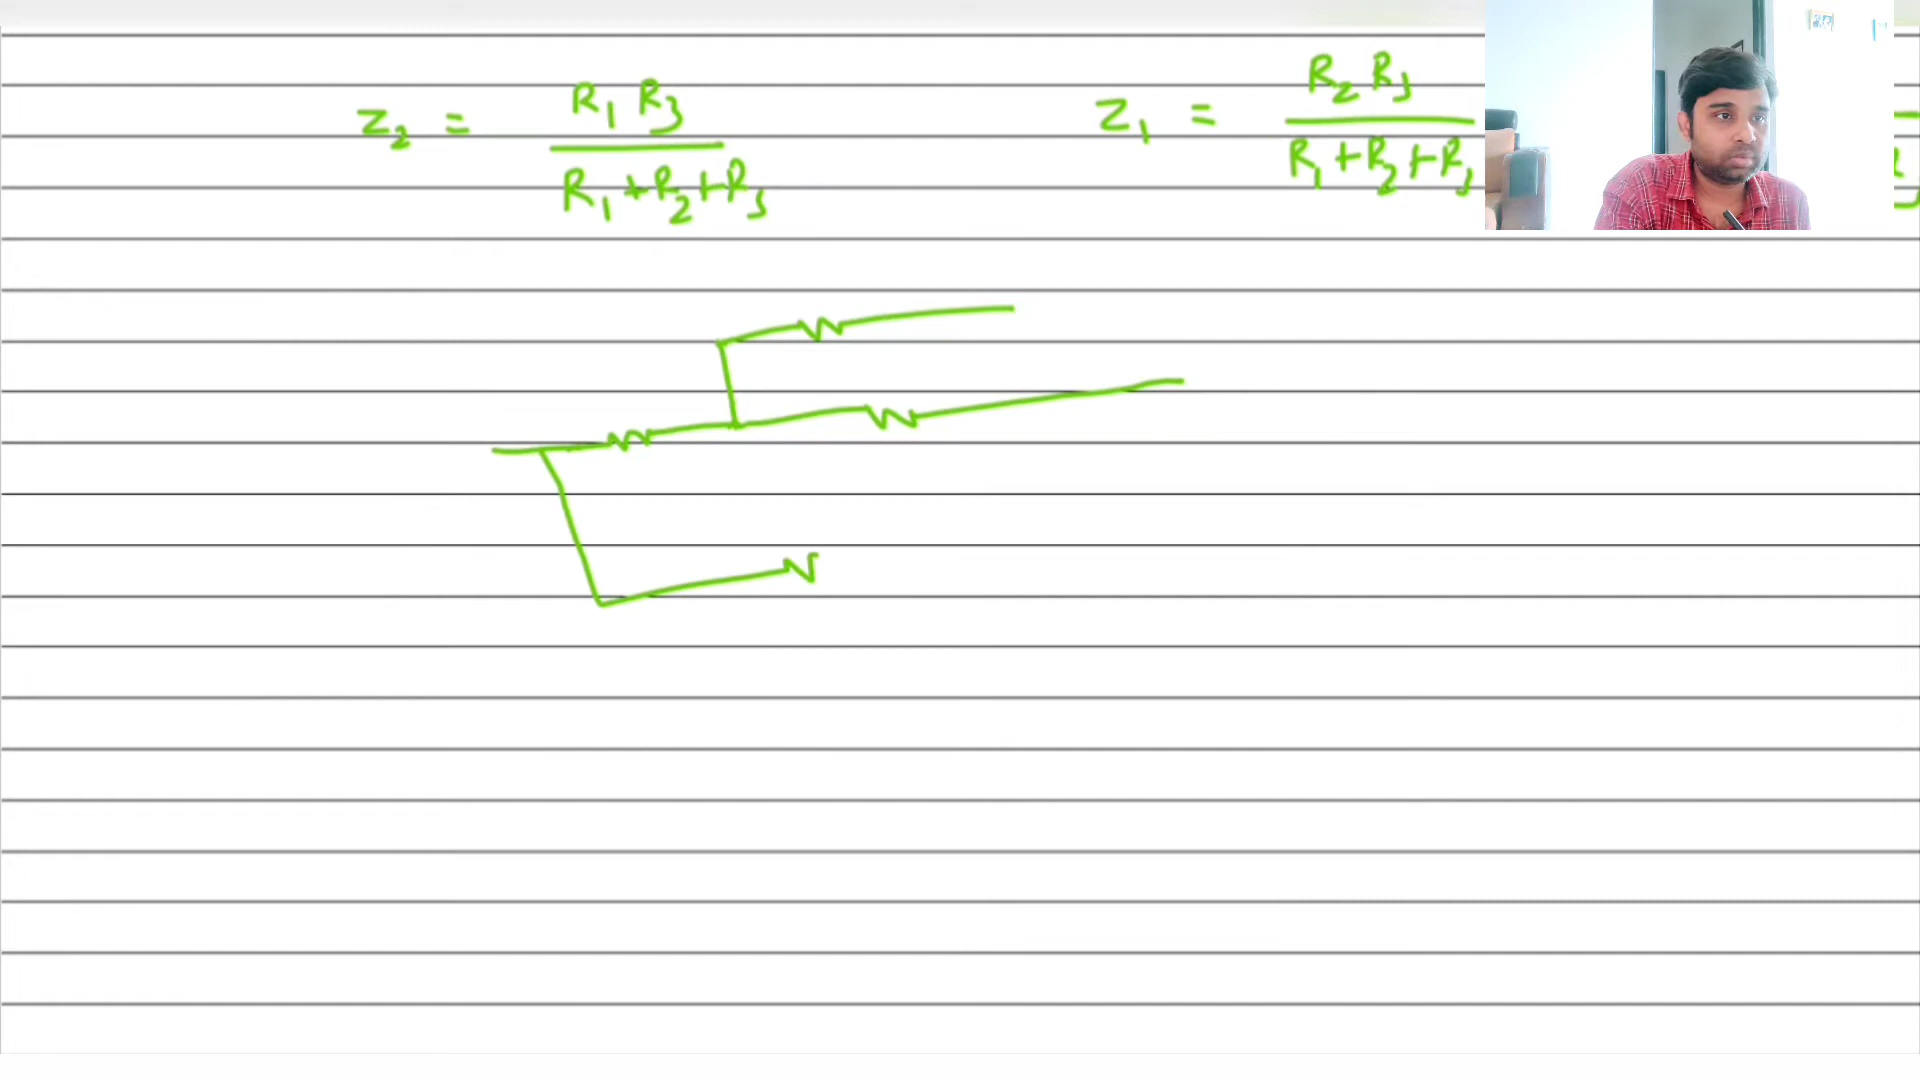 Z₂ = R₁ R₃ / R₁ + R₂ + R₃
Z₁ = R₂ R₃ / R₁ + R₂ + R₃